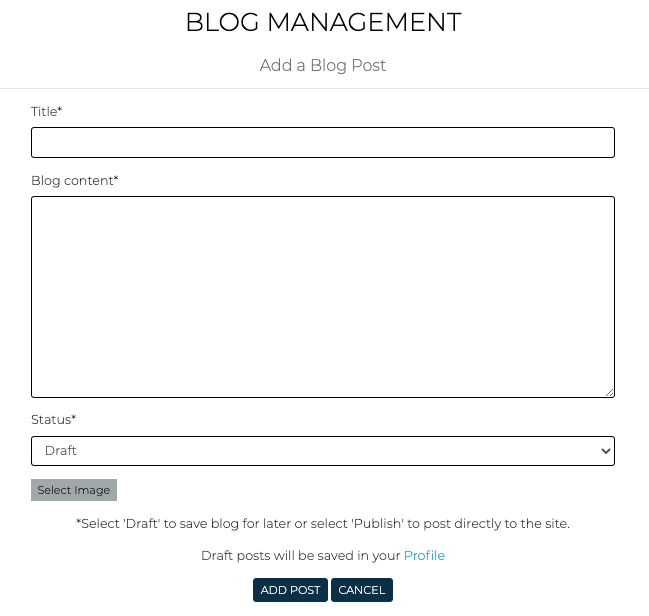 BLOG MANAGEMENT
Add a Blog Post
Title*
Blog content*
Status*
Draft
Select Image
*Select 'Draft' to save blog for later or select 'Publish' to post directly to the site.
Draft posts will be saved in your Profile
ADD POST CANCEL